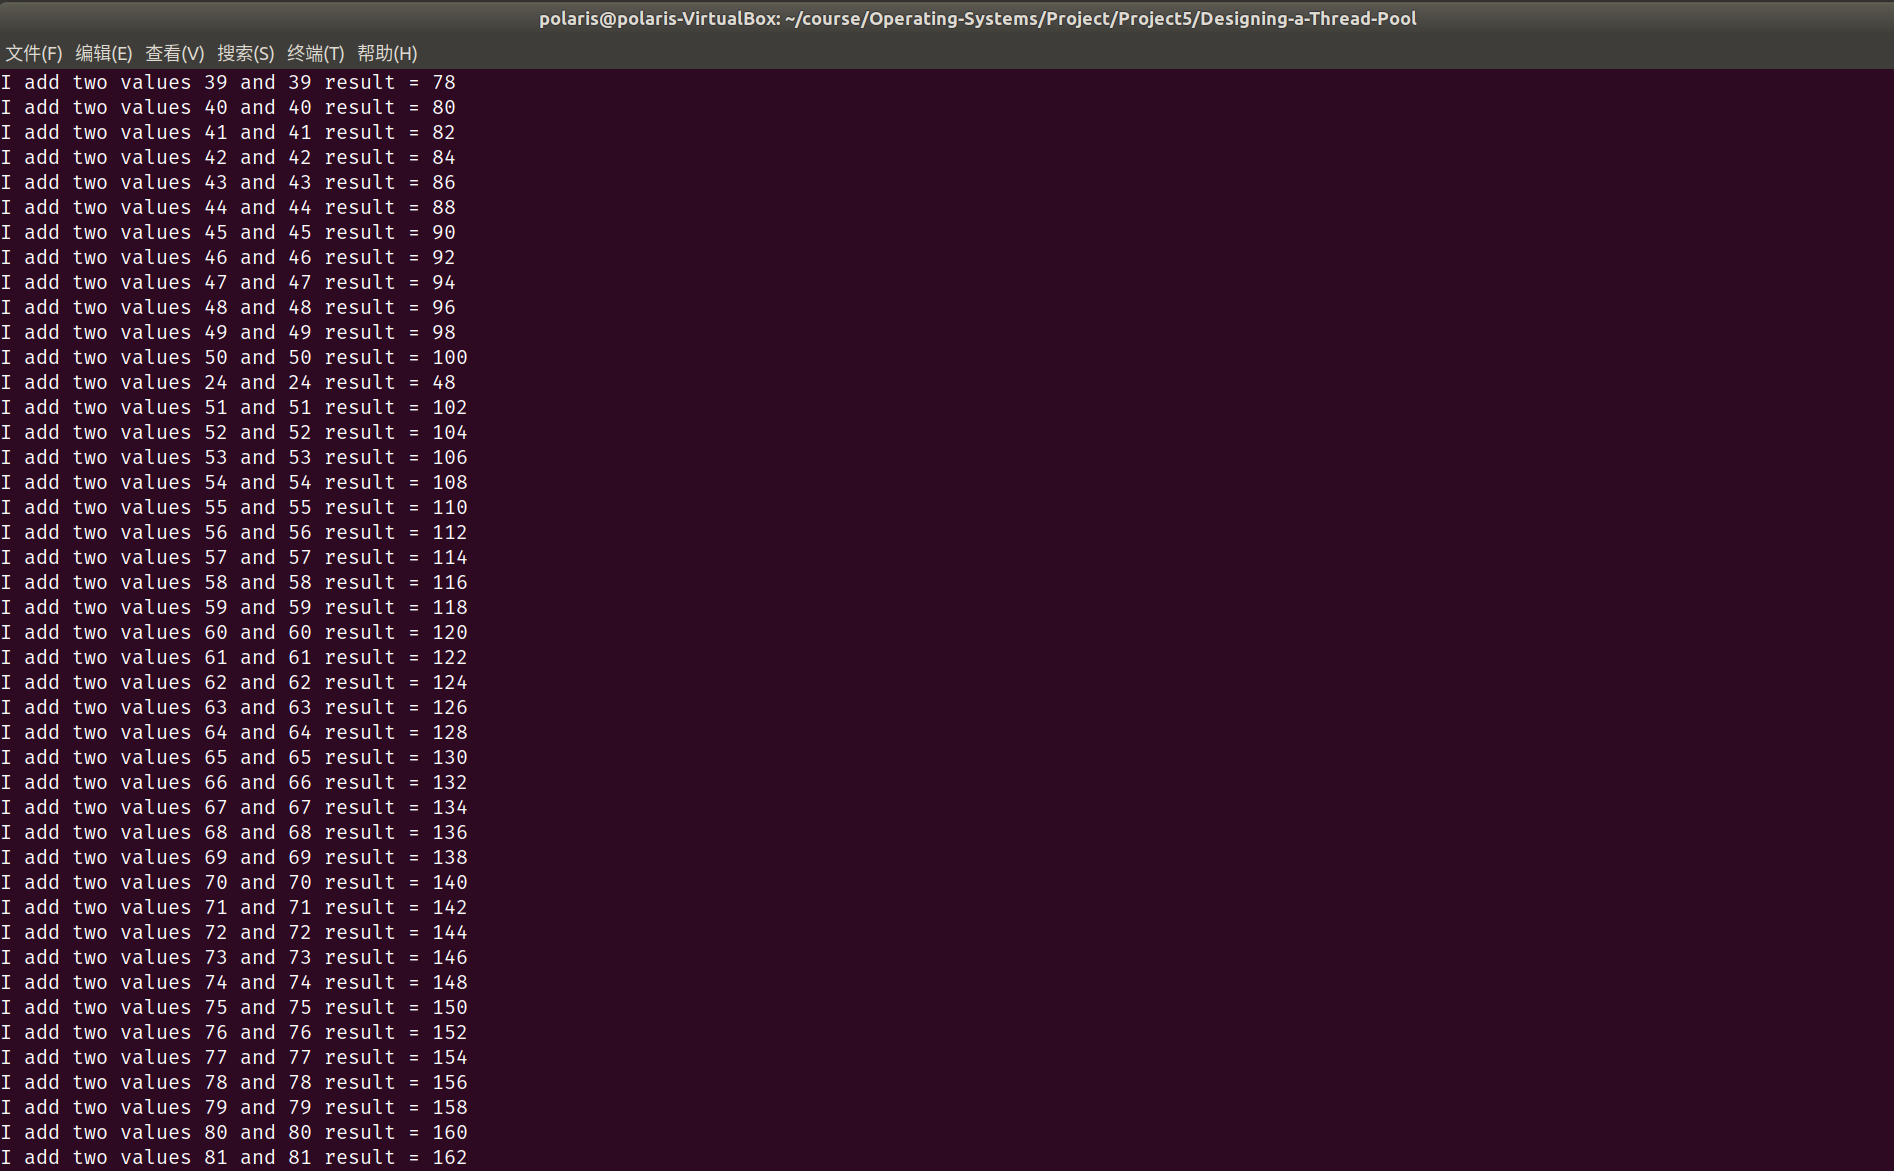 polaris@polaris-VirtualBox: ~/course/Operating-Systems/Project/Project5/Designing-a-Thread-Pool
文件(F) 编辑(E) 查看(V) 搜索(S) 终端(T) 帮助(H)
I add two values 39 and 39 result = 78
I add two values 40 and 40 result = 80
I add two values 41 and 41 result = 82
I add two values 42 and 42 result = 84
I add two values 43 and 43 result = 86
I add two values 44 and 44 result = 88
I add two values 45 and 45 result = 90
I add two values 46 and 46 result = 92
I add two values 47 and 47 result = 94
I add two values 48 and 48 result = 96
I add two values 49 and 49 result = 98
I add two values 50 and 50 result = 100
I add two values 24 and 24 result = 48
I add two values 51 and 51 result = 102
I add two values 52 and 52 result = 104
I add two values 53 and 53 result = 106
I add two values 54 and 54 result = 108
I add two values 55 and 55 result = 110
I add two values 56 and 56 result = 112
I add two values 57 and 57 result = 114
I add two values 58 and 58 result = 116
I add two values 59 and 59 result = 118
I add two values 60 and 60 result = 120
I add two values 61 and 61 result = 122
I add two values 62 and 62 result = 124
I add two values 63 and 63 result = 126
I add two values 64 and 64 result = 128
I add two values 65 and 65 result = 130
I add two values 66 and 66 result = 132
I add two values 67 and 67 result = 134
I add two values 68 and 68 result = 136
I add two values 69 and 69 result = 138
I add two values 70 and 70 result = 140
I add two values 71 and 71 result = 142
I add two values 72 and 72 result = 144
I add two values 73 and 73 result = 146
I add two values 74 and 74 result = 148
I add two values 75 and 75 result = 150
I add two values 76 and 76 result = 152
I add two values 77 and 77 result = 154
I add two values 78 and 78 result = 156
I add two values 79 and 79 result = 158
I add two values 80 and 80 result = 160
I add two values 81 and 81 result = 162